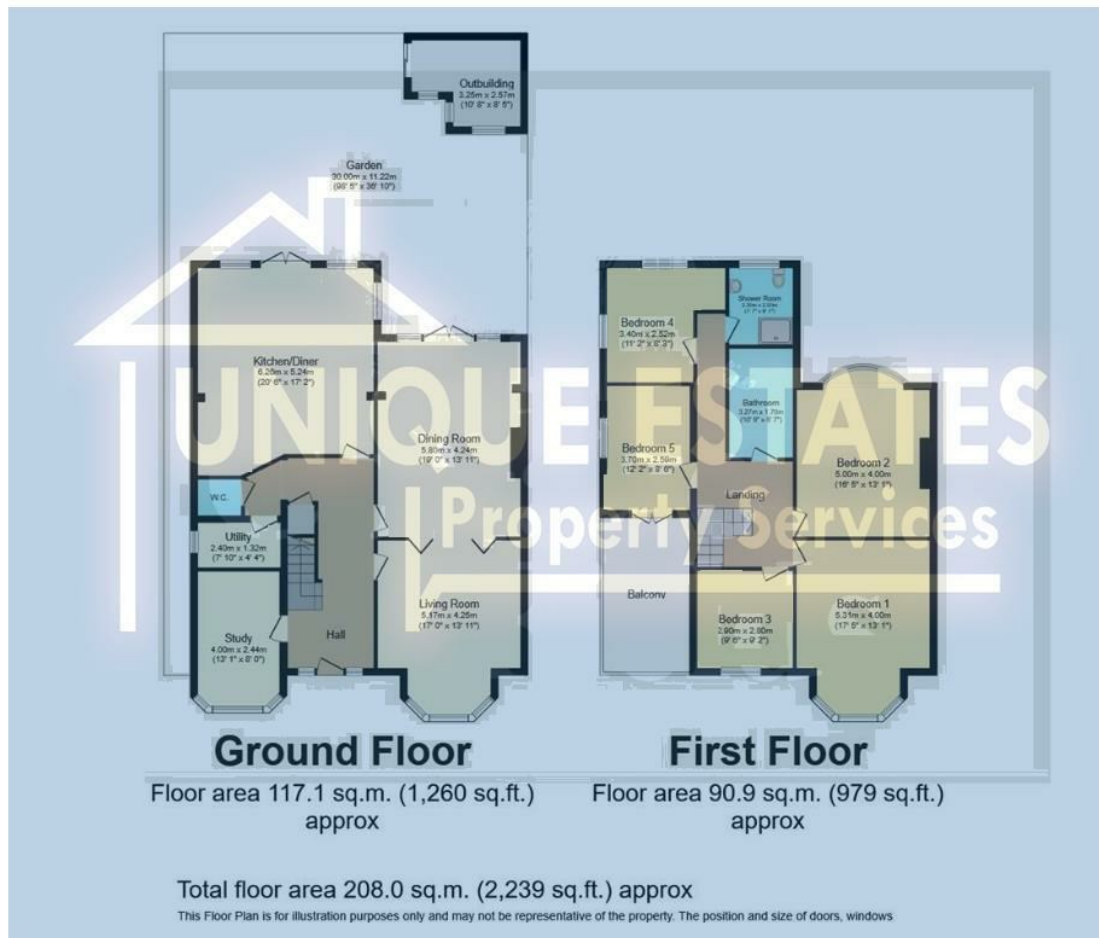 Outbuilding
3.25m x 2.57m
(10' 8" x 8' 5")
Garden
30.00m x 11.22m
(98' 5" x 36' 10")
Kitchen/Diner
6.26m x 5.24m
(20' 6" x 17' 2")
Dining Room
5.80m x 4.24m
(19' 0" x 13' 11")
W.C.
Utility
2.40m x 1.32m
(7' 10" x 4' 4")
Study
4.00m x 2.44m
(13' 1" x 8' 0")
Hall
Living Room
5.17m x 4.25m
(17' 0" x 13' 11")
Shower Room
Bedroom 4
3.40m x 2.52m
(11' 2" x 8' 3")
Bathroom
3.27m x 1.70m
(10' 9" x 5' 7")
Bedroom 5
3.70m x 2.59m
(12' 2" x 8' 6")
Bedroom 2
5.00m x 4.00m
(16' 5" x 13' 1")
Landing
Balcony
Bedroom 3
2.90m x 2.80m
(9' 6" x 9' 2")
Bedroom 1
5.31m x 4.00m
(17' 5" x 13' 1")
UNIQUE ESTATES
Property Services
Ground Floor
Floor area 117.1 sq.m. (1,260 sq.ft.)
approx
First Floor
Floor area 90.9 sq.m. (979 sq.ft.)
approx
Total floor area 208.0 sq.m. (2,239 sq.ft.) approx
This Floor Plan is for illustration purposes only and may not be representative of the property. The position and size of doors, windows